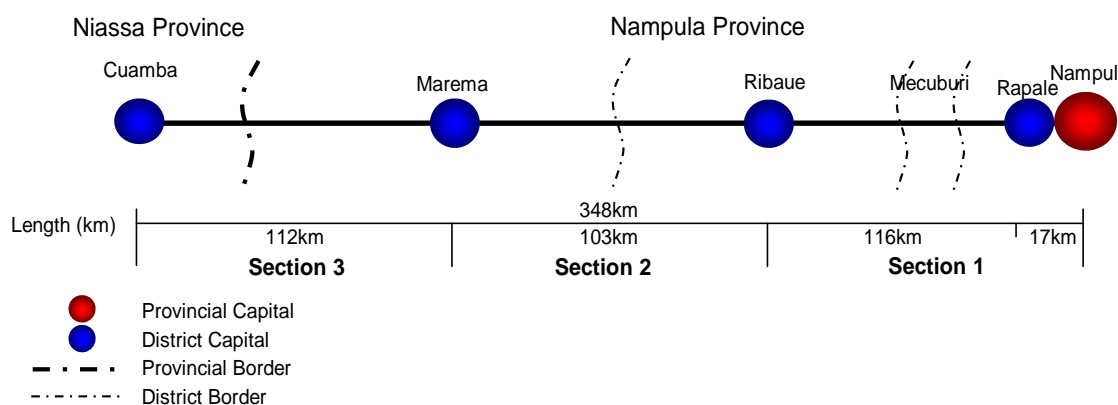 Niassa Province
Nampula Province
Cuamba
Marema
Ribaue
Mecuburi
Rapale
Nampul
Length (km)
348km
112km
103km
116km
17km
Section 3
Section 2
Section 1
Provincial Capital
District Capital
Provincial Border
District Border